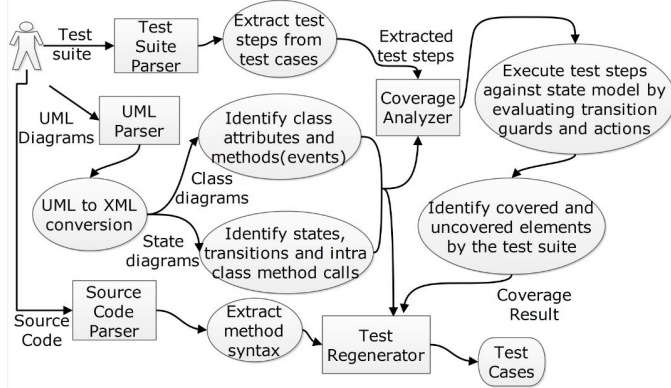 Test
suite
Test
Suite
Parser
Extract test
steps from
test cases
Extracted
test steps
Coverage
Analyzer
Execute test steps
against state model by
evaluating transition
guards and actions
UML
Diagrams
UML
Parser
UML to XML
conversion
Identify class
attributes and
methods(events)
Class
diagrams
State
diagrams
Identify states,
transitions and intra
class method calls
Identify covered and
uncovered elements
by the test suite
Coverage
Result
Source
Code
Source
Code
Parser
Extract
method
syntax
Test
Regenerator
Test
Cases